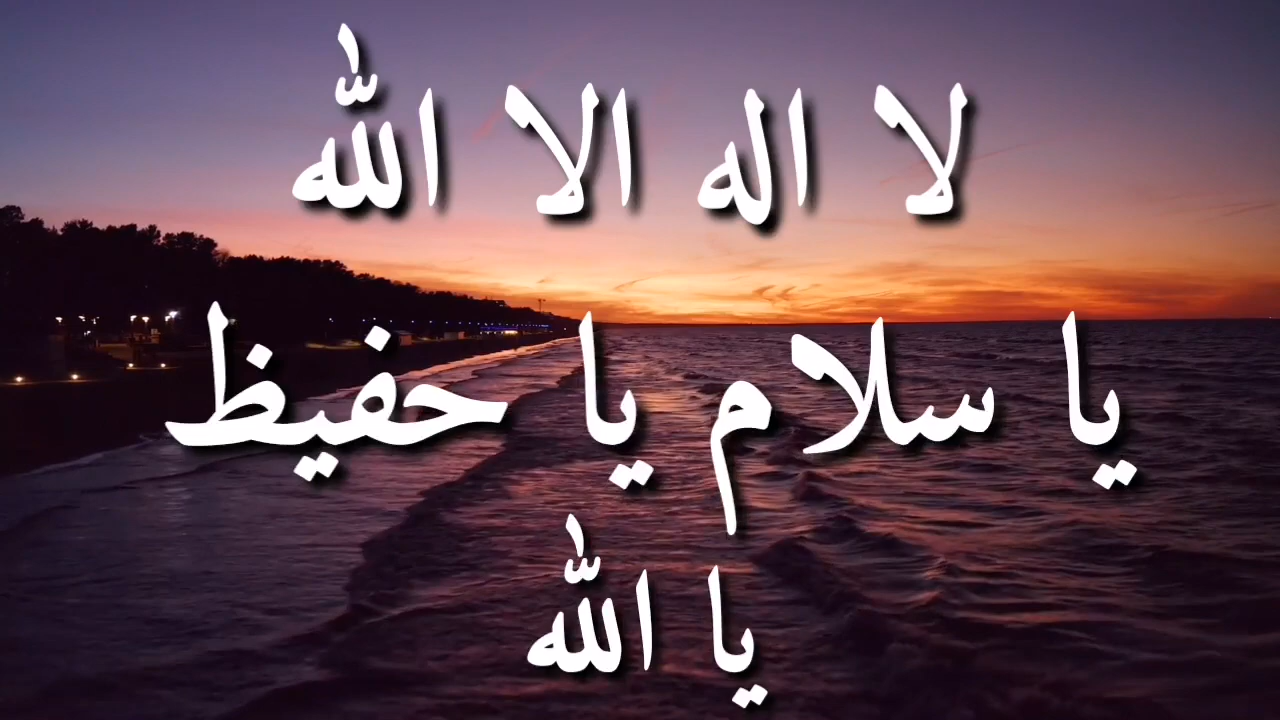 لا اله الا الله
يا سلام يا حفيظ
يا الله